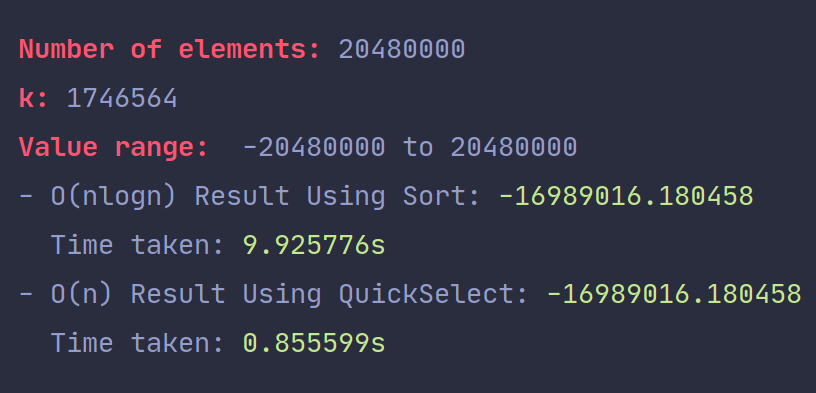 Number of elements: 20480000
k: 1746564
Value range:  -20480000 to 20480000
- O(nlogn) Result Using Sort: -16989016.180458
  Time taken: 9.925776s
- O(n) Result Using QuickSelect: -16989016.180458
  Time taken: 0.855599s